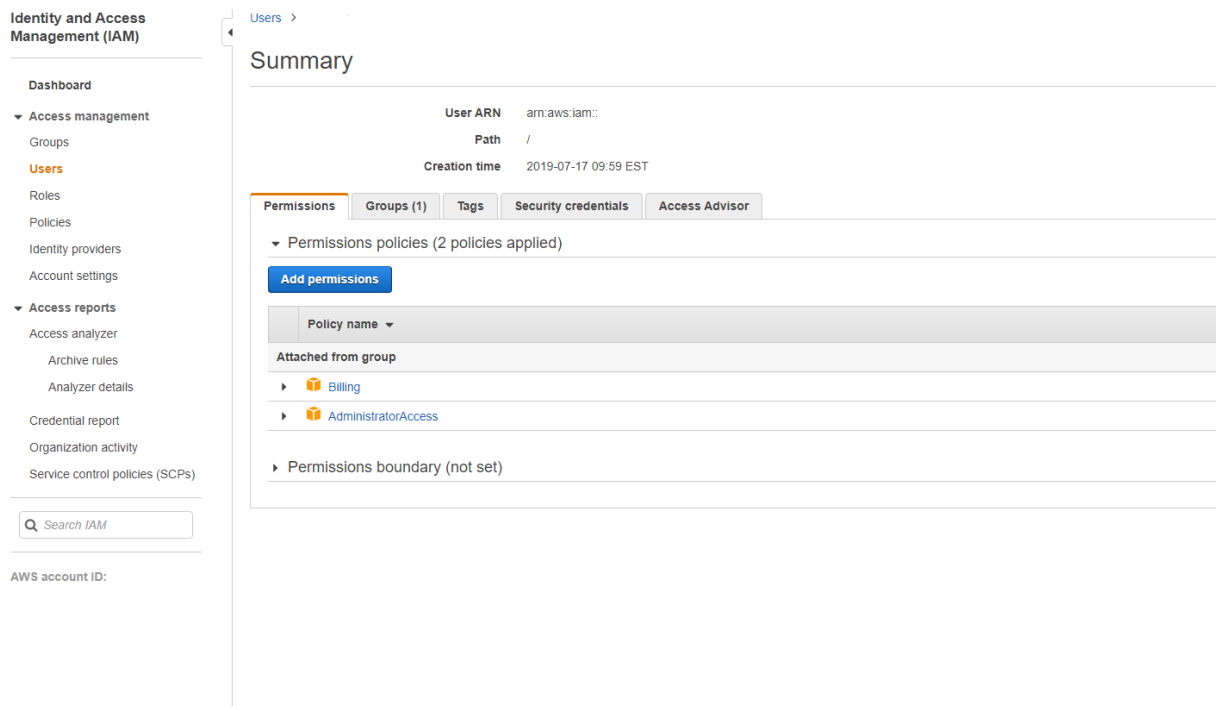 Identity and Access
Management (IAM)
Dashboard
Access management
Groups
Users
Roles
Policies
Identity providers
Account settings
Access reports
Access analyzer
Archive rules
Analyzer details
Credential report
Organization activity
Service control policies (SCPs)
Search IAM
AWS account ID:
Users >
Summary
User ARN arn:aws:iam::
Path /
Creation time 2019-07-17 09:59 EST
Permissions Groups (1) Tags Security credentials Access Advisor
Permissions policies (2 policies applied)
Add permissions
Policy name
Attached from group
Billing
AdministratorAccess
Permissions boundary (not set)